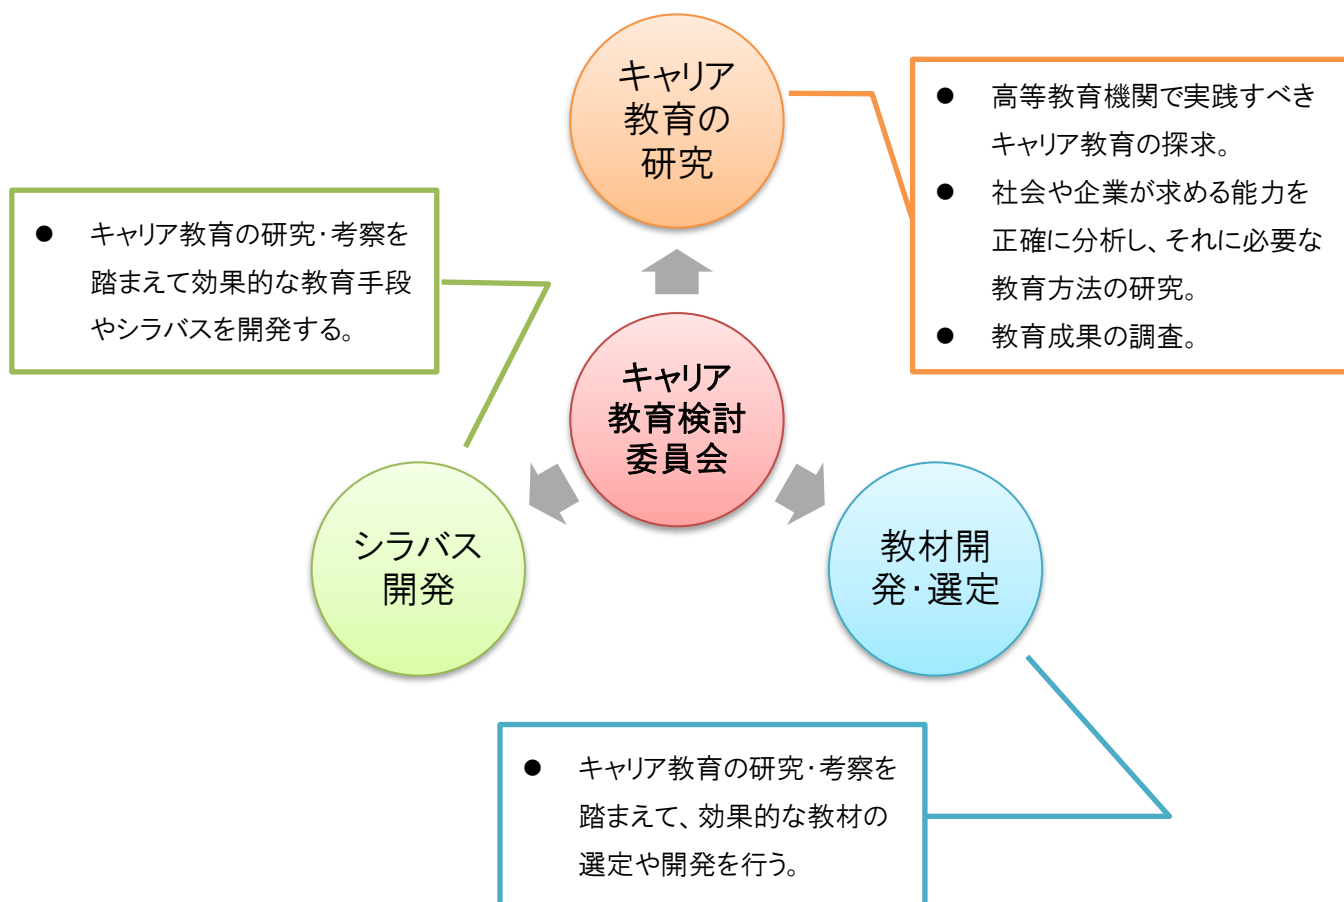 キャリア
教育の
研究
● 高等教育機関で実践すべき
キャリア教育の探求。
● 社会や企業が求める能力を
正確に分析し、それに必要な
教育方法の研究。
● 教育成果の調査。
● キャリア教育の研究・考察を
踏まえて効果的な教育手段
やシラバスを開発する。
キャリア
教育検討
委員会
シラバス
開発
教材開
発・選定
● キャリア教育の研究・考察を
踏まえて、効果的な教材の
選定や開発を行う。